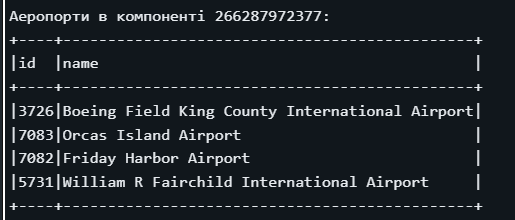 Аеропорти в компоненті 266287972377:
+----+----------------------------------------------+
|id  |name                                          |
+----+----------------------------------------------+
|3726|Boeing Field King County International Airport|
|7083|Orcas Island Airport                          |
|7082|Friday Harbor Airport                         |
|5731|William R Fairchild International Airport     |
+----+----------------------------------------------+